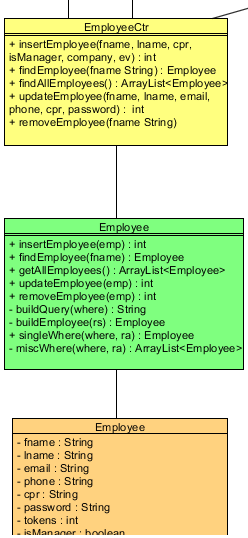 EmployeeCtr
+ insertEmployee(fname, lname, cpr,
isManager, company, ev) : int
+ findEmployee(fname String) : Employee
+ findAllEmployees() : ArrayList<Employee>
+ updateEmployee(fname, lname, email,
phone, cpr, password) : int
+ removeEmployee(fname String)
Employee
+ insertEmployee(emp) : int
+ findEmployee(fname) : Employee
+ getAllEmployees() : ArrayList<Employee>
+ updateEmployee(emp) : int
+ removeEmployee(emp) : int
- buildQuery(where) : String
- buildEmployee(rs) : Employee
+ singleWhere(where, ra) : Employee
- miscWhere(where, ra) : ArrayList<Employee>
Employee
- fname : String
- lname : String
- email : String
- phone : String
- cpr : String
- password : String
- tokens : int
- isManager : boolean